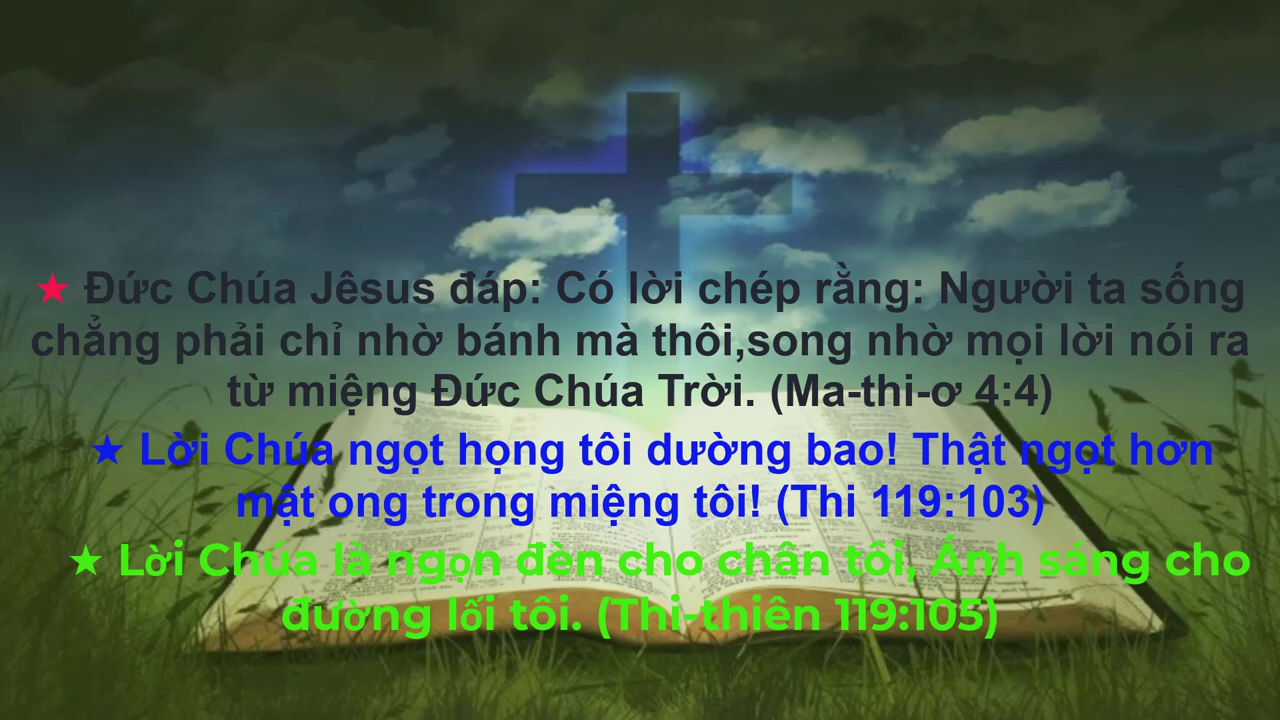 ★ Đức Chúa Jêsus đáp: Có lời chép rằng: Người ta sống
chẳng phải chỉ nhờ bánh mà thôi,song nhờ mọi lời nói ra
từ miệng Đức Chúa Trời. (Ma-thi-ơ 4:4)
★ Lời Chúa ngọt họng tôi dường bao! Thật ngọt hơn
mật ong trong miệng tôi! (Thi 119:103)
★ Lời Chúa là ngọn đèn cho chân tôi, Ánh sáng cho
đường lối tôi. (Thi-thiên 119:105)